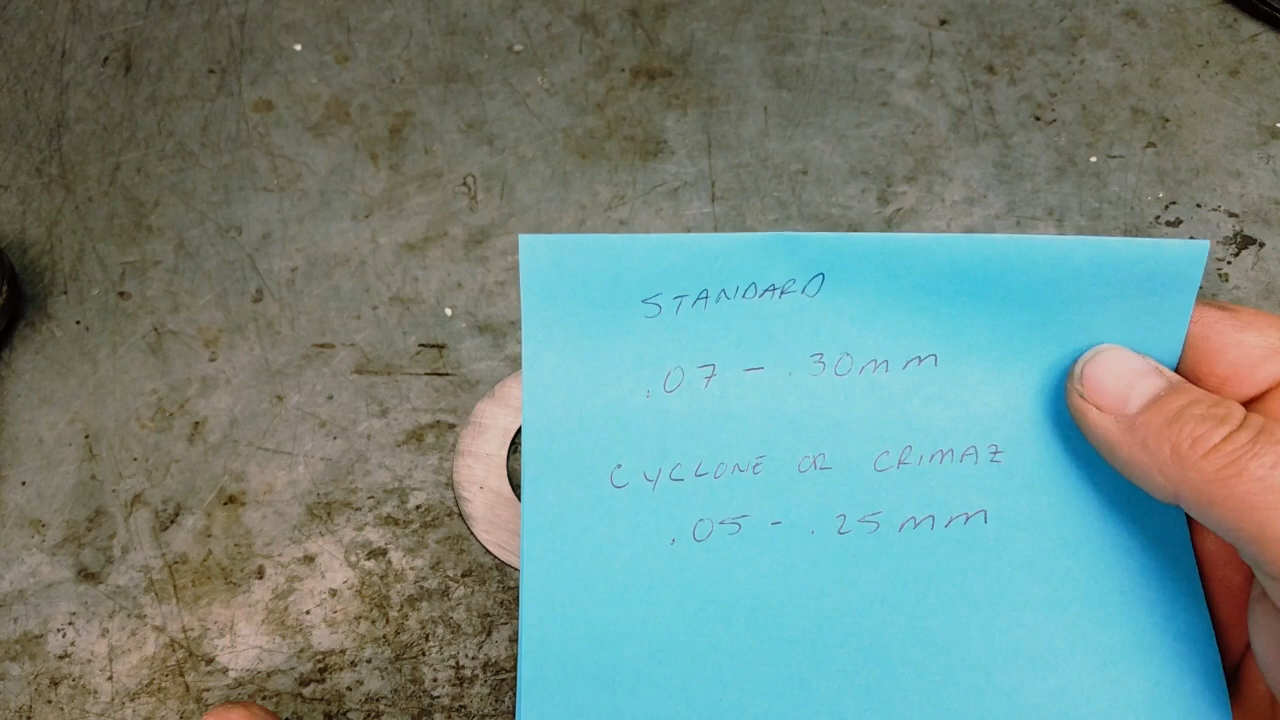 STANDARD
.07 - .30mm
CYCLONE OR CRIMAZ
.05 - .25mm